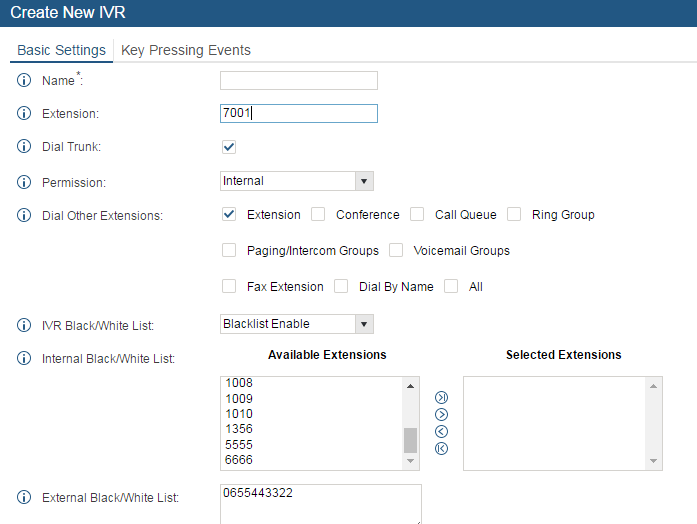 Create New IVR
Basic Settings Key Pressing Events
Name*:
Extension: 7001
Dial Trunk:
Permission: Internal
Dial Other Extensions: Extension Conference Call Queue Ring Group
Paging/Intercom Groups Voicemail Groups
Fax Extension Dial By Name All
IVR Black/White List: Blacklist Enable
Internal Black/White List: Available Extensions Selected Extensions
1008
1009
1010
1356
5555
6666
External Black/White List: 0655443322